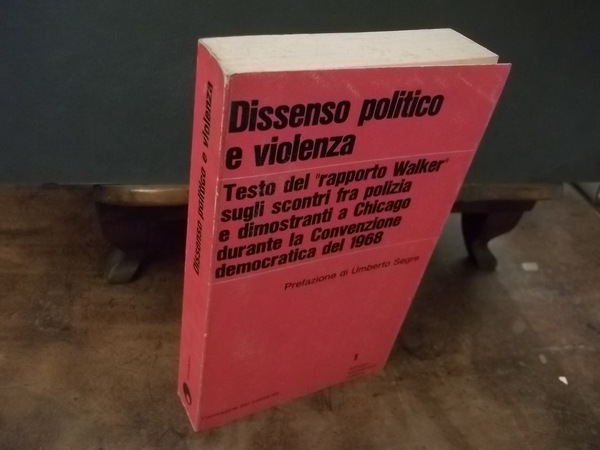 Dissenso politico
e violenza
Testo del "rapporto Walker"
sugli scontri fra polizia
e dimostranti a Chicago
durante la Convenzione
democratica del 1968
Prefazione di Umberto Segre
1
Dissenso politico e violenza